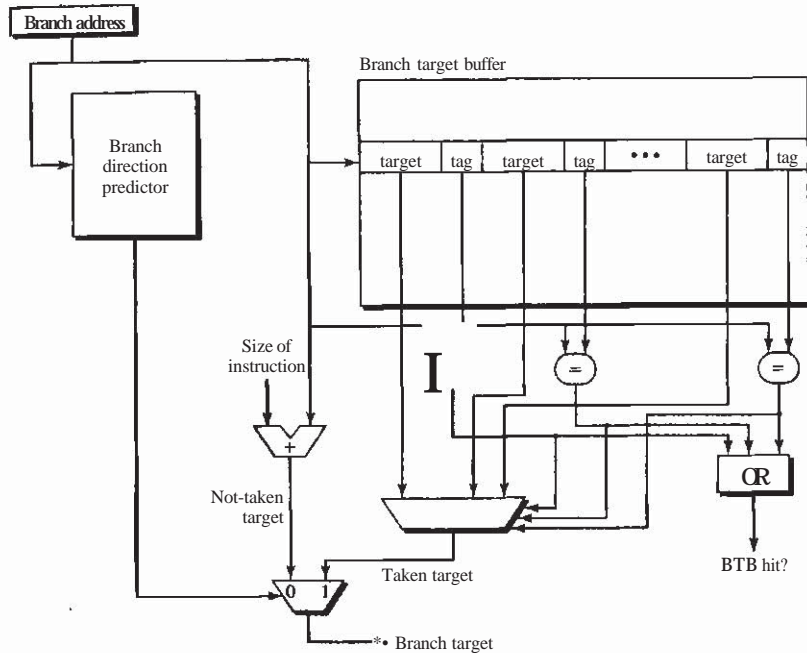 Branch address
Branch target buffer
Branch
direction
predictor
target tag target tag ••• target tag
Size of
instruction
I
=
=
+
OR
Not-taken
target
BTB hit?
Taken target
0 1
*• Branch target